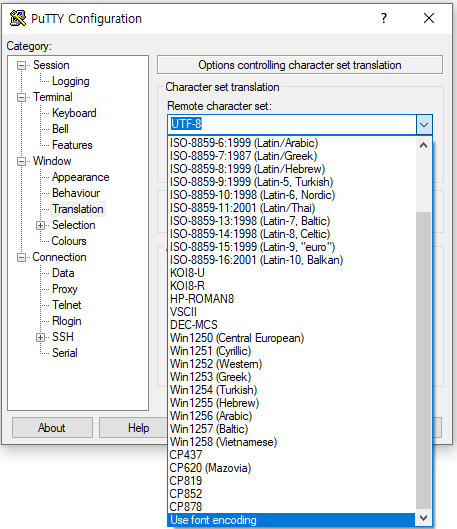 PuTTY Configuration
?
Category:
Session
Logging
Terminal
Keyboard
Bell
Features
Window
Appearance
Behaviour
Translation
Selection
Colours
Connection
Data
Proxy
Telnet
Rlogin
SSH
Serial
Options controlling character set translation
Character set translation
Remote character set:
UTF-8
ISO-8859-6:1999 (Latin/Arabic)
ISO-8859-7:1987 (Latin/Greek)
ISO-8859-8:1999 (Latin/Hebrew)
ISO-8859-9:1999 (Latin-5, Turkish)
ISO-8859-10:1998 (Latin-6, Nordic)
ISO-8859-11:2001 (Latin/Thai)
ISO-8859-13:1998 (Latin-7, Baltic)
ISO-8859-14:1998 (Latin-8, Celtic)
ISO-8859-15:1999 (Latin-9, "euro")
ISO-8859-16:2001 (Latin-10, Balkan)
KOI8-U
KOI8-R
HP-ROMAN8
VSCII
DEC-MCS
Win1250 (Central European)
Win1251 (Cyrillic)
Win1252 (Western)
Win1253 (Greek)
Win1254 (Turkish)
Win1255 (Hebrew)
Win1256 (Arabic)
Win1257 (Baltic)
Win1258 (Vietnamese)
CP437
CP620 (Mazovia)
CP819
CP852
CP878
Use font encoding
About
Help